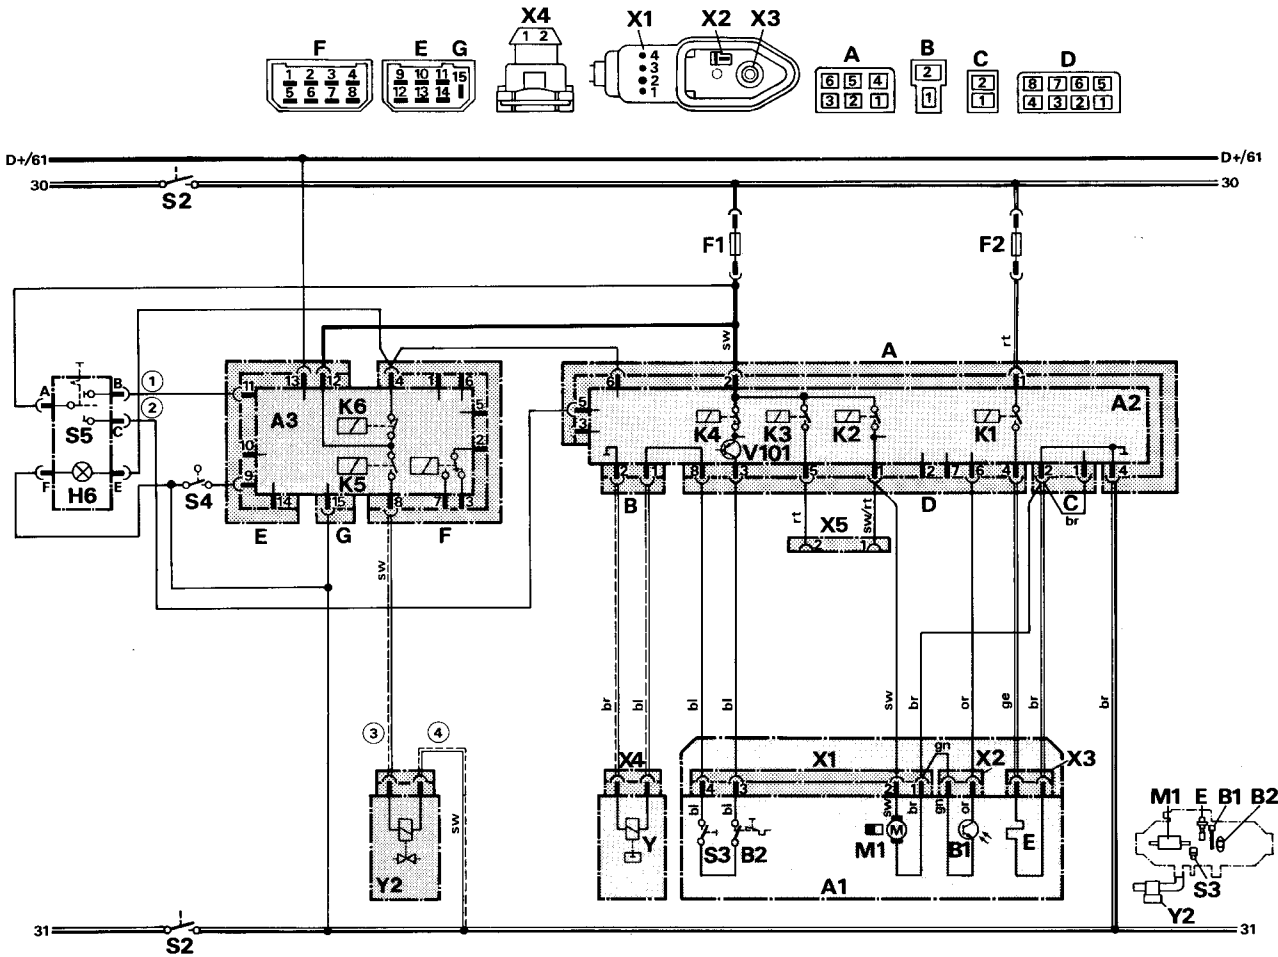 X4 X1 X2 X3
F E G A B C D
1 2
4
3
2
1
1 2 3 4
5 6 7 8
9 10 11 15
12 13 14
6 5 4
3 2 1
2
1
2
1
8 7 6 5
4 3 2 1
D+/61 D+/61
30 S2 30
F1 F2
sw rt
A
13 12 4 1 6 6 2 1
A B 1 11 A3 K6 5 5 A2
2 K4 K3 K2 K1
S5 C 10 2 3 V101
F H6 E S4 9 K5
14 15 8 7 3 2 1 8 3 5 1 2 7 6 4 2 1 4
E G F B D C
br
sw rt sw/rt
X5
2 1
br bl bl bl sw br or ge br br
3 4
X4 X1 gn X2 X3
4 3 2 1
sw bl bl sw br gn or
Y2 Y S3 B2 M1 M B1 E
A1
M1 E B1 B2
S3
Y2
31 S2 31